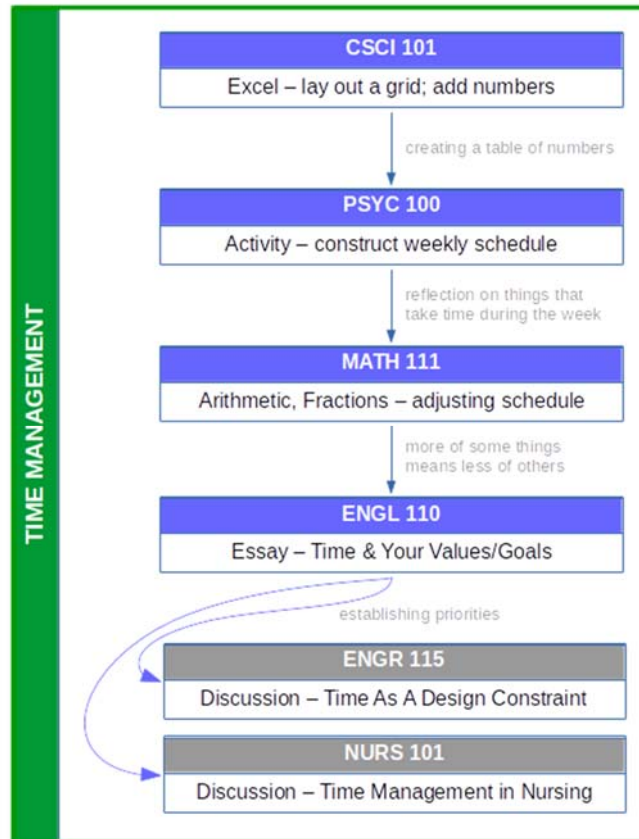 TIME MANAGEMENT
CSCI 101
Excel – lay out a grid; add numbers
creating a table of numbers
PSYC 100
Activity – construct weekly schedule
reflection on things that
take time during the week
MATH 111
Arithmetic, Fractions – adjusting schedule
more of some things
means less of others
ENGL 110
Essay – Time & Your Values/Goals
establishing priorities
ENGR 115
Discussion – Time As A Design Constraint
NURS 101
Discussion – Time Management in Nursing